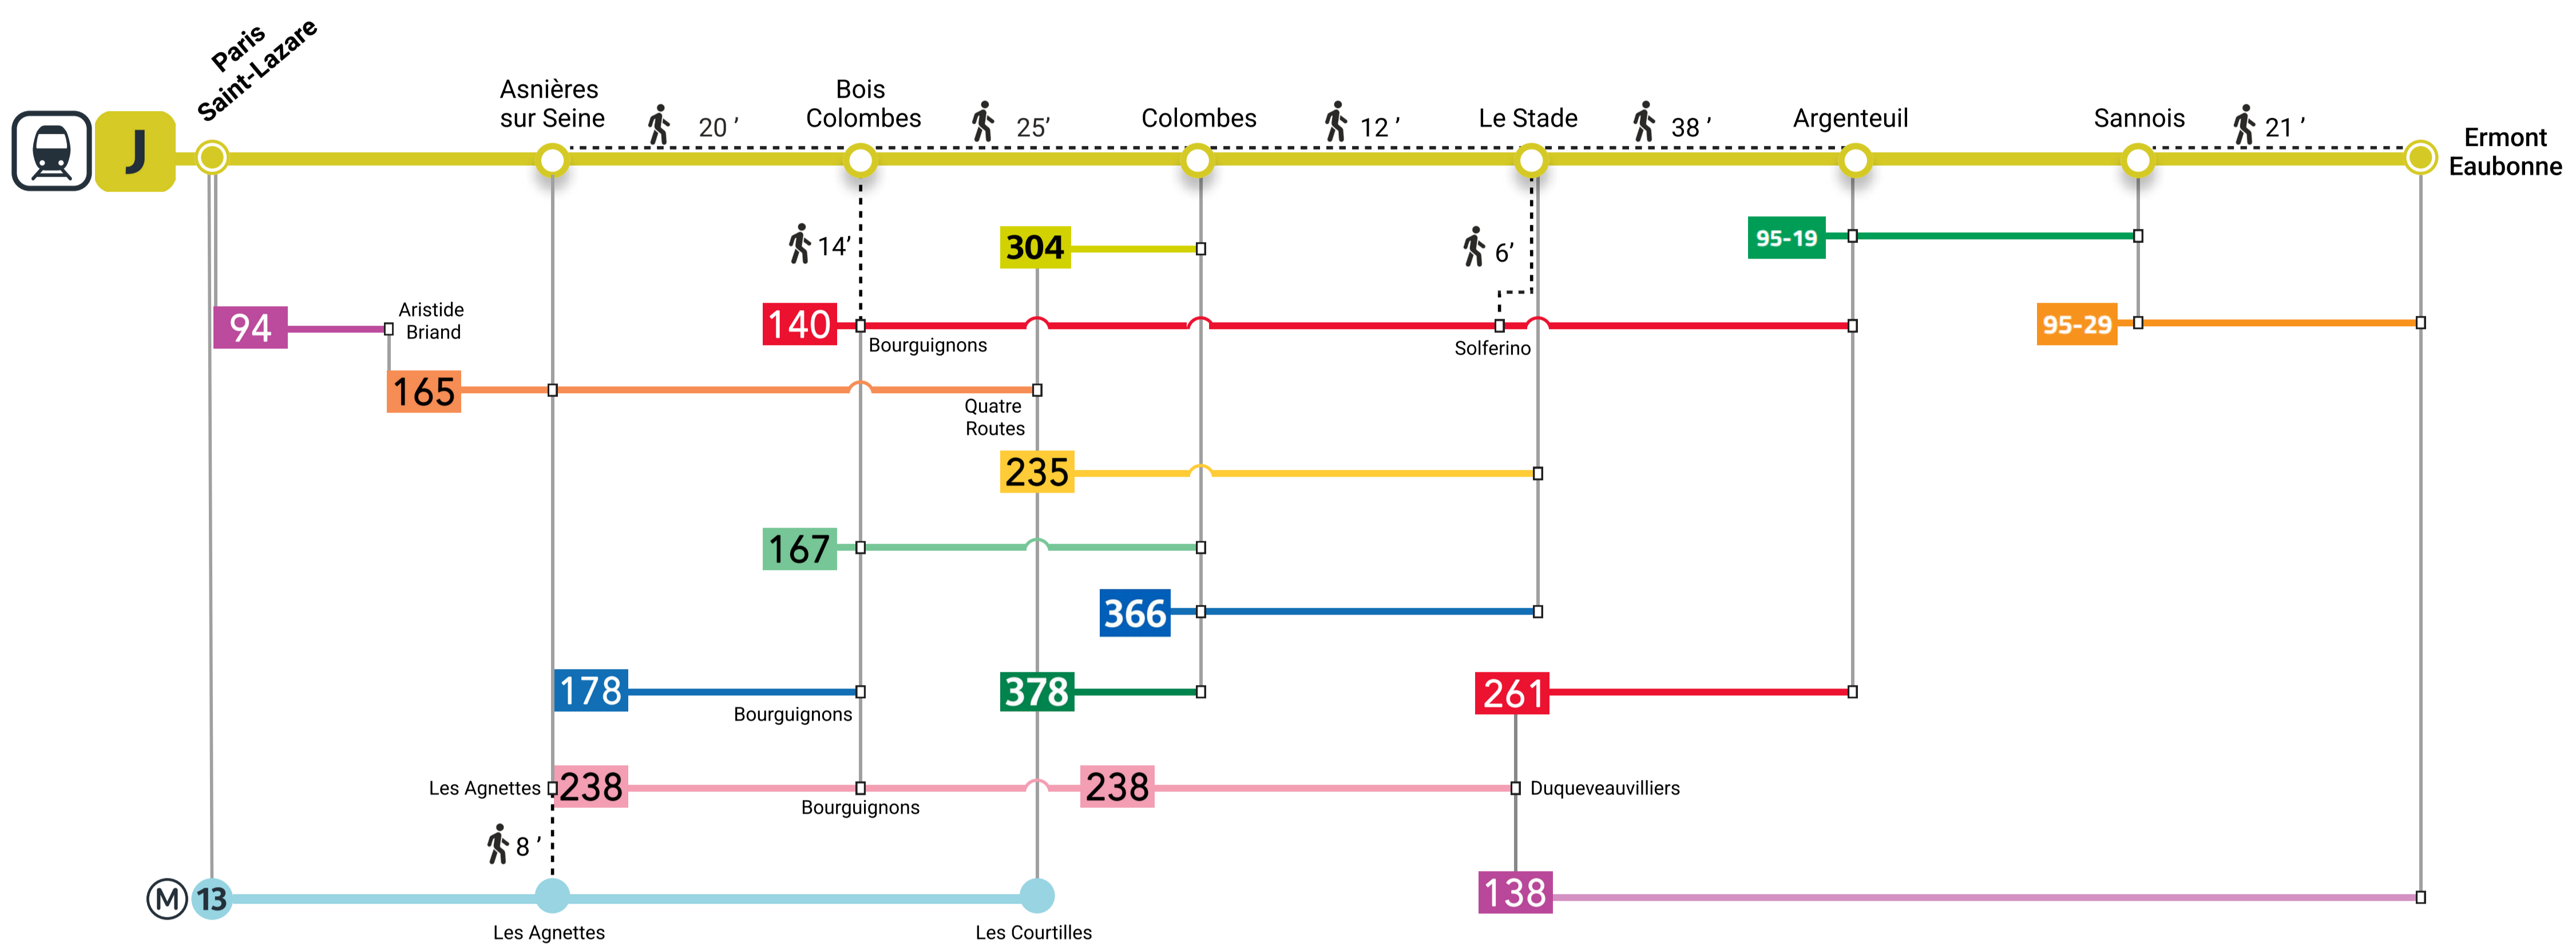 Paris
Saint-Lazare
J
Asnières
sur Seine
20 ’
Bois
Colombes
25’
Colombes
12 ’
Le Stade
38 ’
Argenteuil
Sannois
21 ’
Ermont
Eaubonne
14’
304
6’
95-19
94
Aristide
Briand
140
Bourguignons
Solferino
95-29
165
Quatre
Routes
235
167
366
178
Bourguignons
378
261
Les Agnettes
238
Bourguignons
238
Duqueveauvilliers
8 ’
M
13
138
Les Agnettes
Les Courtilles